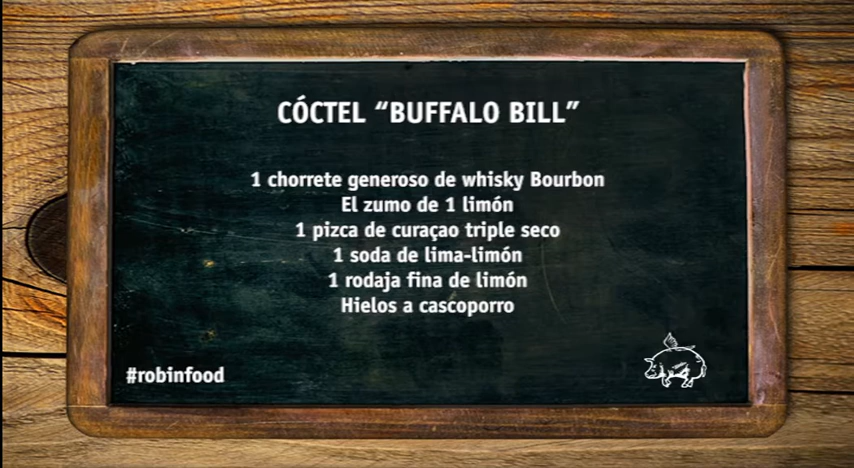 CÓCTEL “BUFFALO BILL”
1 chorrete generoso de whisky Bourbon
El zumo de 1 limón
1 pizca de curaçao triple seco
1 soda de lima-limón
1 rodaja fina de limón
Hielos a cascoporro
#robinfood